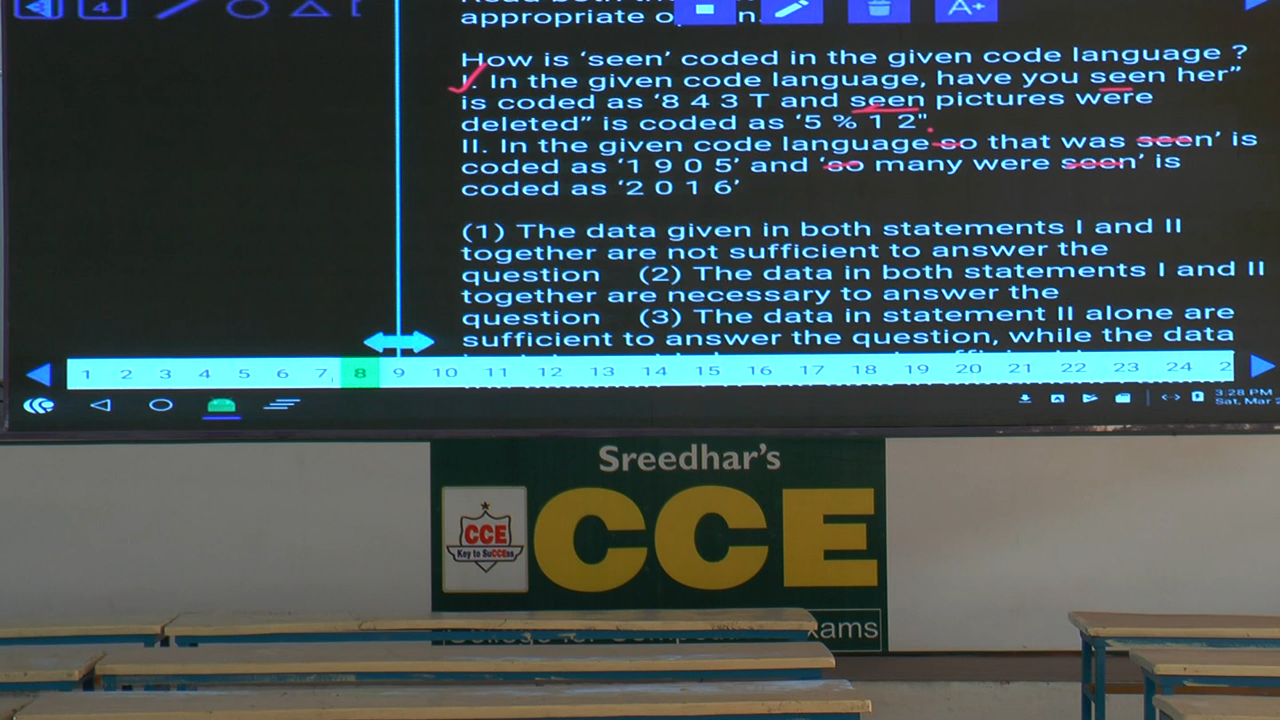 4
appropriate
A+
How is ‘seen’ coded in the given code language ?
I. In the given code language, have you seen her”
is coded as ‘8 4 3 T and seen pictures were
deleted” is coded as ‘5 % 1 2".
II. In the given code language so that was seen’ is
coded as ‘1 9 0 5’ and ‘so many were seen’ is
coded as ‘2 0 1 6’
(1) The data given in both statements I and II
together are not sufficient to answer the
question (2) The data in both statements I and II
together are necessary to answer the
question (3) The data in statement II alone are
sufficient to answer the question, while the data
1 2 3 4 5 6 7 8 9 10 11 12 13 14 15 16 17 18 19 20 21 22 23 24
3:28 PM
Sat, Mar
Sreedhar’s
CCE
CCE
Key to SuCCEss